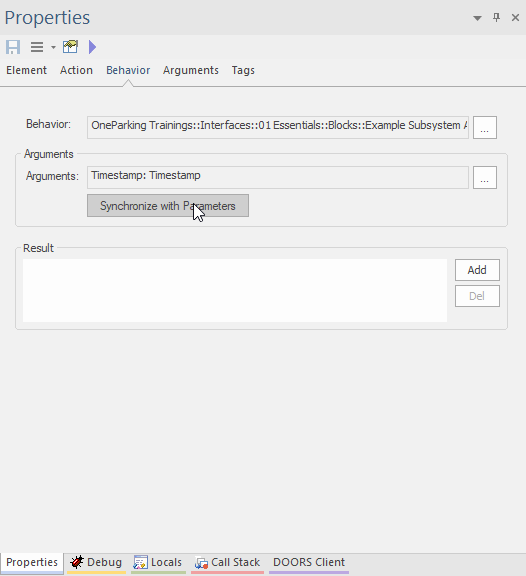 Properties
Element Action Behavior Arguments Tags
Behavior: OneParking Trainings::Interfaces::01 Essentials::Blocks::Example Subsystem A ...
Arguments
Arguments: Timestamp: Timestamp ...
Synchronize with Parameters
Result
Add
Del
Properties Debug Locals Call Stack DOORS Client